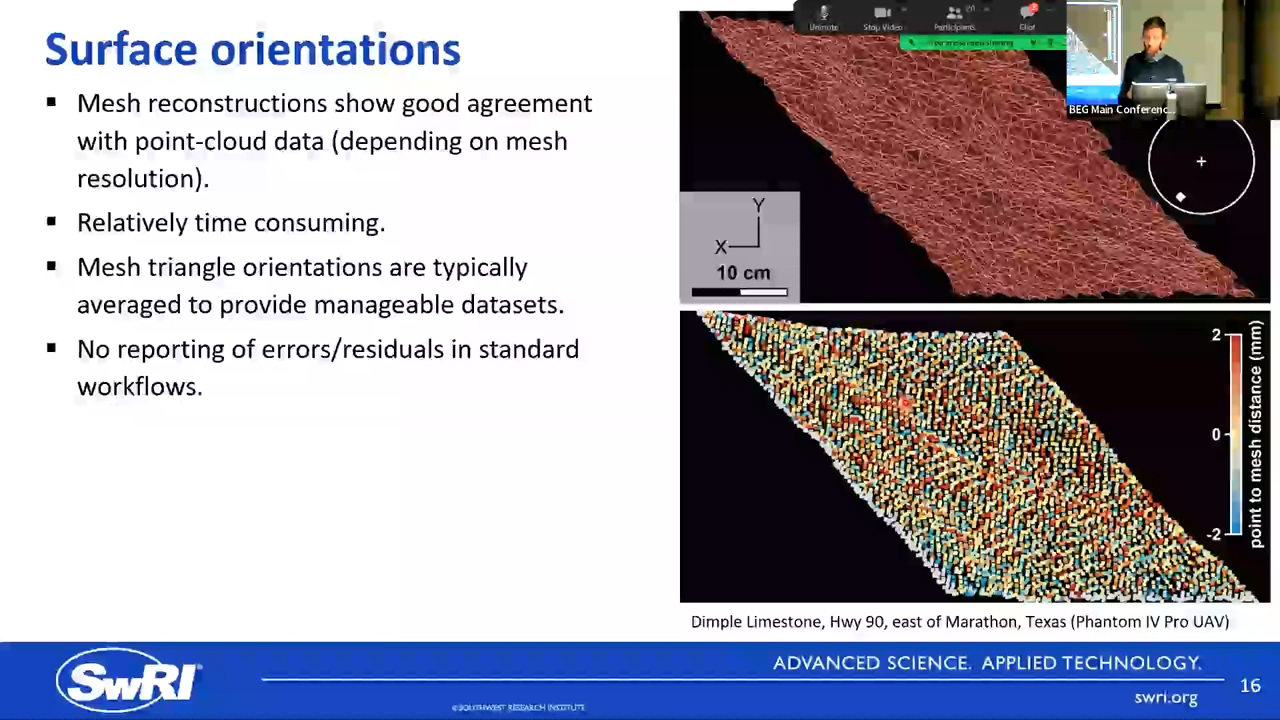 Surface orientations
▪ Mesh reconstructions show good agreement
with point-cloud data (depending on mesh
resolution).
▪ Relatively time consuming.
▪ Mesh triangle orientations are typically
averaged to provide manageable datasets.
▪ No reporting of errors/residuals in standard
workflows.
Unmute
Stop Video
Participants
20
Chat
BEG Main Conferenc...
Y
X
10 cm
2
0
-2
point to mesh distance (mm)
Dimple Limestone, Hwy 90, east of Marathon, Texas (Phantom IV Pro UAV)
SwRI
©SOUTHWEST RESEARCH INSTITUTE
ADVANCED SCIENCE. APPLIED TECHNOLOGY.
swri.org
16